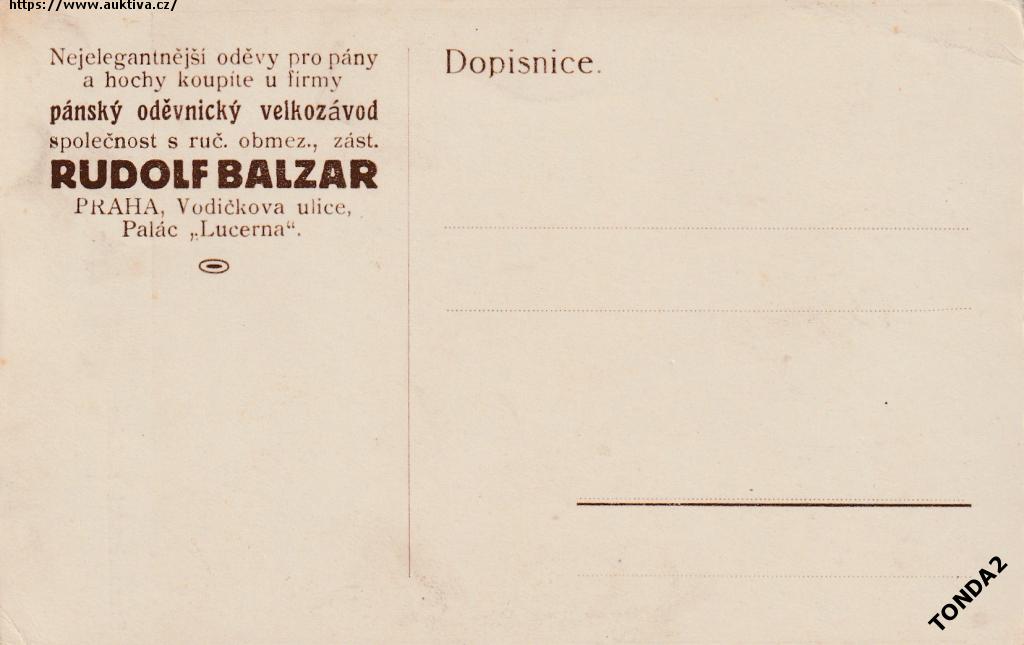 https://www.auktiva.cz/
Nejelegantnější oděvy pro pány
a hochy koupíte u firmy
pánský oděvnický velkozávod
společnost s ruč. obmez., zást.
RUDOLF BALZAR
PRAHA, Vodičkova ulice,
Palác „Lucerna“.
Dopisnice.
TONDA2